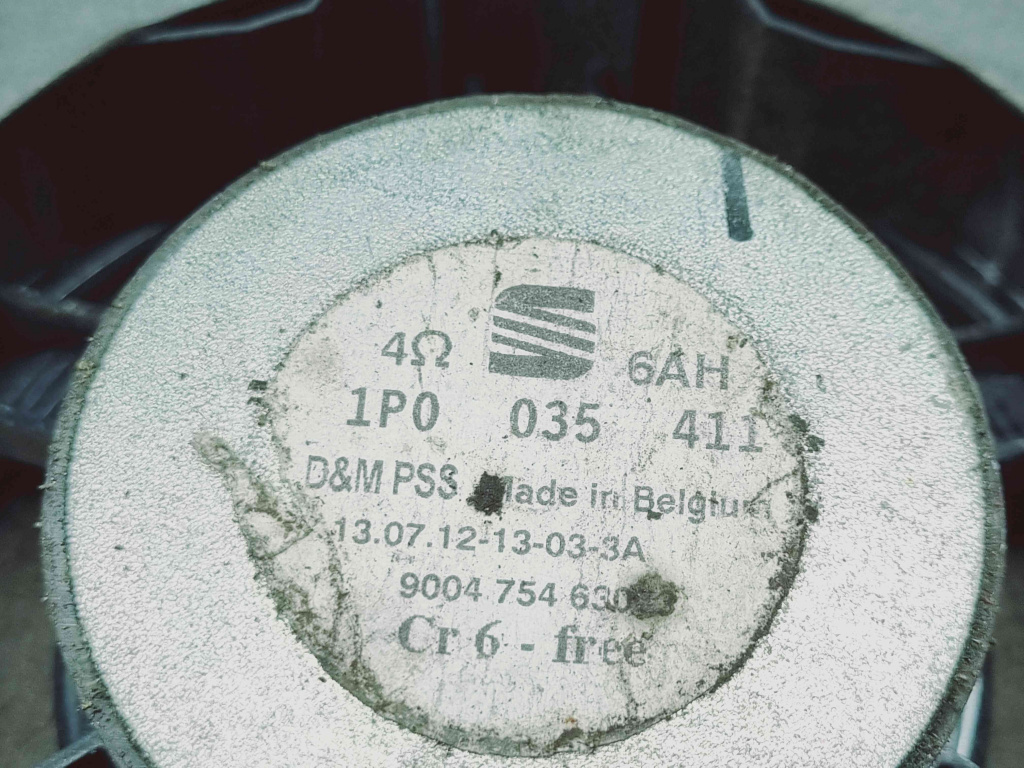 4Ω 6AH
1P0 035 411
D&M PSS Made in Belgium
13.07.12-13-03-3A
9004 754 630
Cr 6 - free